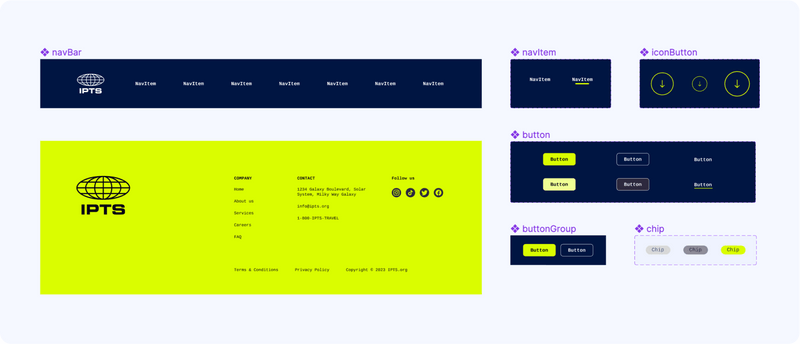 navBar
IPTS
NavItem NavItem NavItem NavItem NavItem NavItem NavItem
navItem
NavItem NavItem
iconButton
IPTS
COMPANY
Home
About us
Services
Careers
FAQ
CONTACT
1234 Galaxy Boulevard, Solar
System, Milky Way Galaxy
info@ipts.org
1-800-IPTS-TRAVEL
Follow us
Terms & Conditions Privacy Policy Copyright © 2023 IPTS.org
button
Button Button Button
Button Button Button
buttonGroup
Button Button
chip
Chip Chip Chip